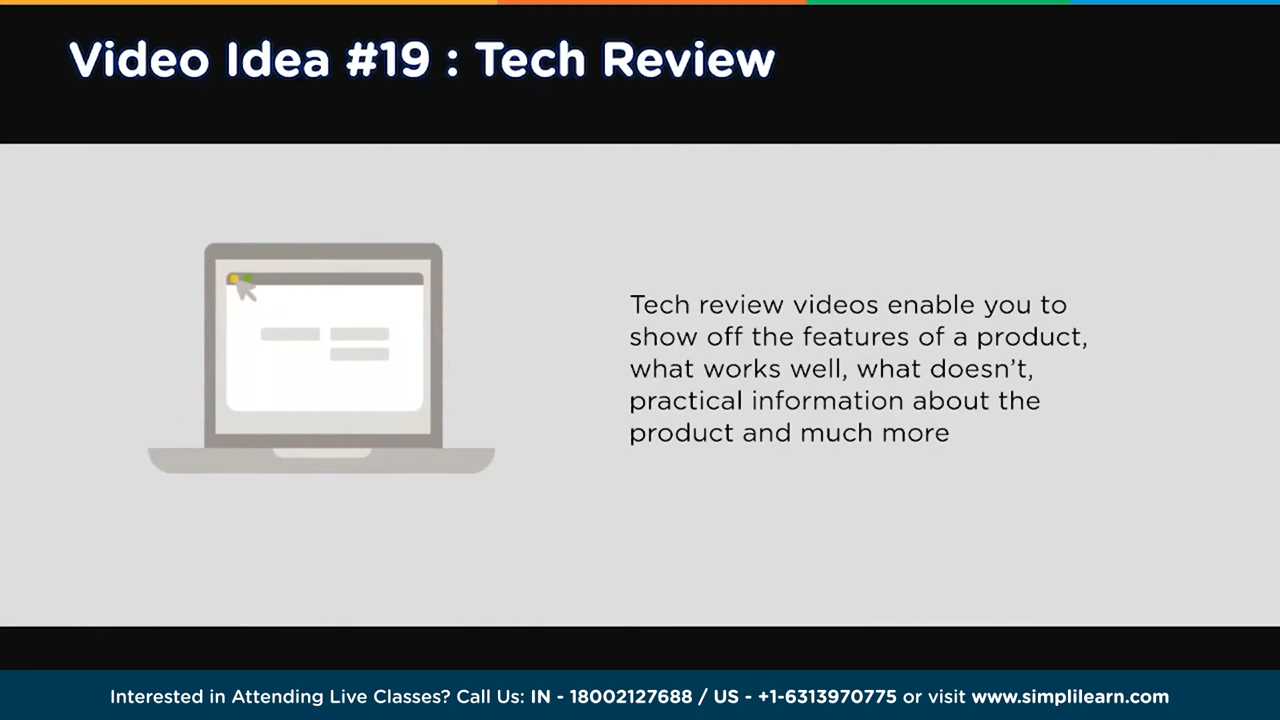 Video Idea #19 : Tech Review
Tech review videos enable you to
show off the features of a product,
what works well, what doesn’t,
practical information about the
product and much more
Interested in Attending Live Classes? Call Us: IN - 18002127688 / US - +1-6313970775 or visit www.simplilearn.com